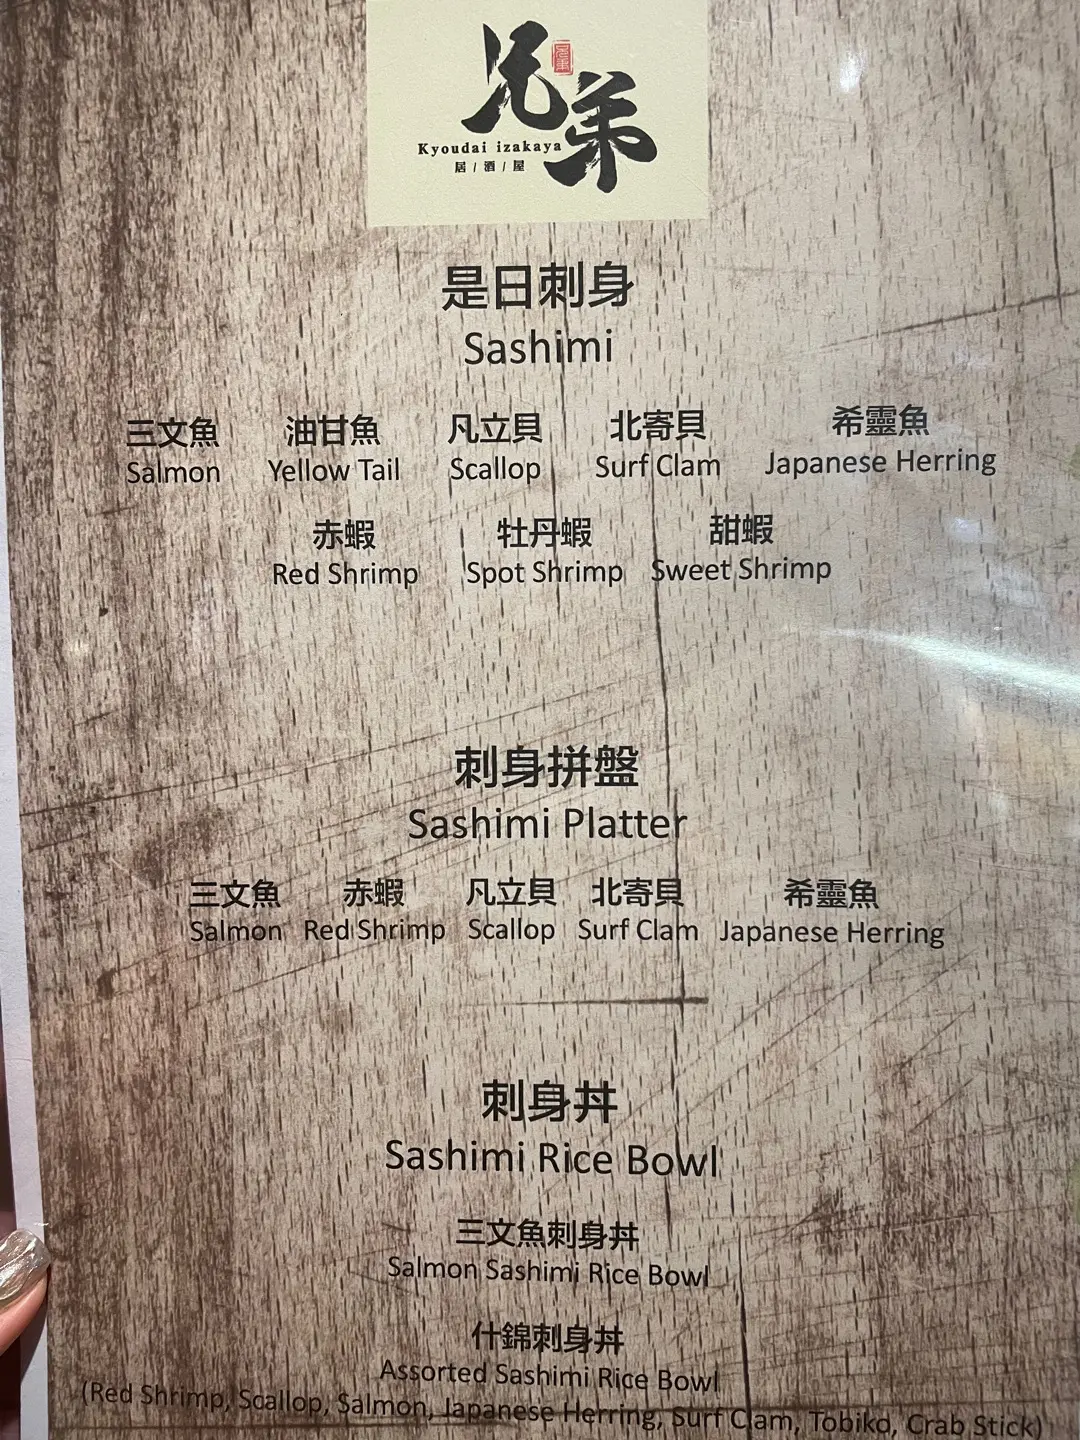 兄弟
兄弟
Kyoudai izakaya
居/酒/屋
是日刺身
Sashimi
三文魚 油甘魚 凡立貝 北寄貝 希靈魚
Salmon Yellow Tail Scallop Surf Clam Japanese Herring
赤蝦 牡丹蝦 甜蝦
Red Shrimp Spot Shrimp Sweet Shrimp
刺身拼盤
Sashimi Platter
三文魚 赤蝦 凡立貝 北寄貝 希靈魚
Salmon Red Shrimp Scallop Surf Clam Japanese Herring
刺身丼
Sashimi Rice Bowl
三文魚刺身丼
Salmon Sashimi Rice Bowl
什錦刺身丼
Assorted Sashimi Rice Bowl
(Red Shrimp, Scallop, Salmon, Japanese Herring, Surf Clam, Tobiko, Crab Stick)